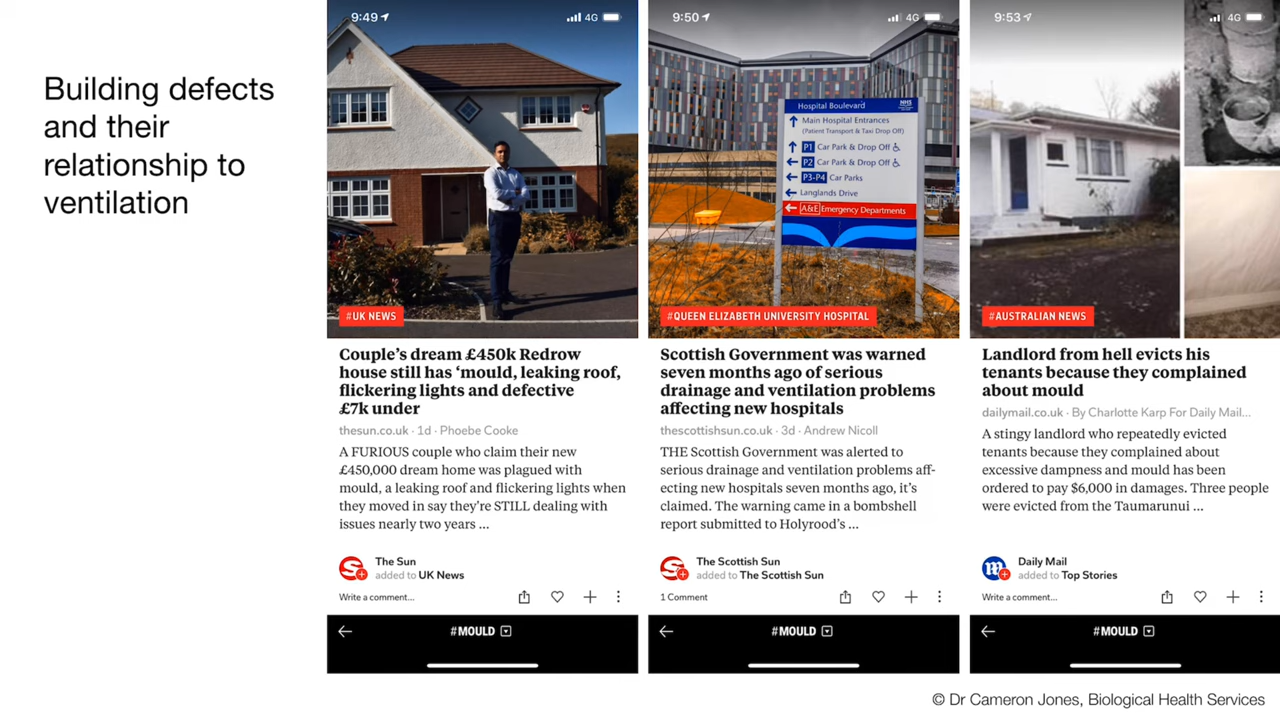 Building defects
and their
relationship to
ventilation
9:49
4G
#UK NEWS
Couple's dream £450k Redrow
house still has ‘mould, leaking roof,
flickering lights and defective
£7k under
thesun.co.uk · 1d · Phoebe Cooke
A FURIOUS couple who claim their new
£450,000 dream home was plagued with
mould, a leaking roof and flickering lights when
they moved in say they're STILL dealing with
issues nearly two years ...
The Sun
added to UK News
Write a comment...
#MOULD
9:50
4G
Hospital Boulevard
NHS
Main Hospital Entrances
(Patient Transport & Taxi Drop Off)
P1 Car Park & Drop Off
P2 Car Park & Drop Off
P3-P4 Car Parks
Langlands Drive
A&E Emergency Departments
#QUEEN ELIZABETH UNIVERSITY HOSPITAL
Scottish Government was warned
seven months ago of serious
drainage and ventilation problems
affecting new hospitals
thescottishsun.co.uk · 3d · Andrew Nicoll
THE Scottish Government was alerted to
serious drainage and ventilation problems aff-
ecting new hospitals seven months ago, it's
claimed. The warning came in a bombshell
report submitted to Holyrood's ...
The Scottish Sun
added to The Scottish Sun
1 Comment
#MOULD
9:53
4G
#AUSTRALIAN NEWS
Landlord from hell evicts his
tenants because they complained
about mould
dailymail.co.uk · By Charlotte Karp For Daily Mail...
A stingy landlord who repeatedly evicted
tenants because they complained about
excessive dampness and mould has been
ordered to pay $6,000 in damages. Three people
were evicted from the Taumarunui ...
Daily Mail
added to Top Stories
Write a comment...
#MOULD
© Dr Cameron Jones, Biological Health Services